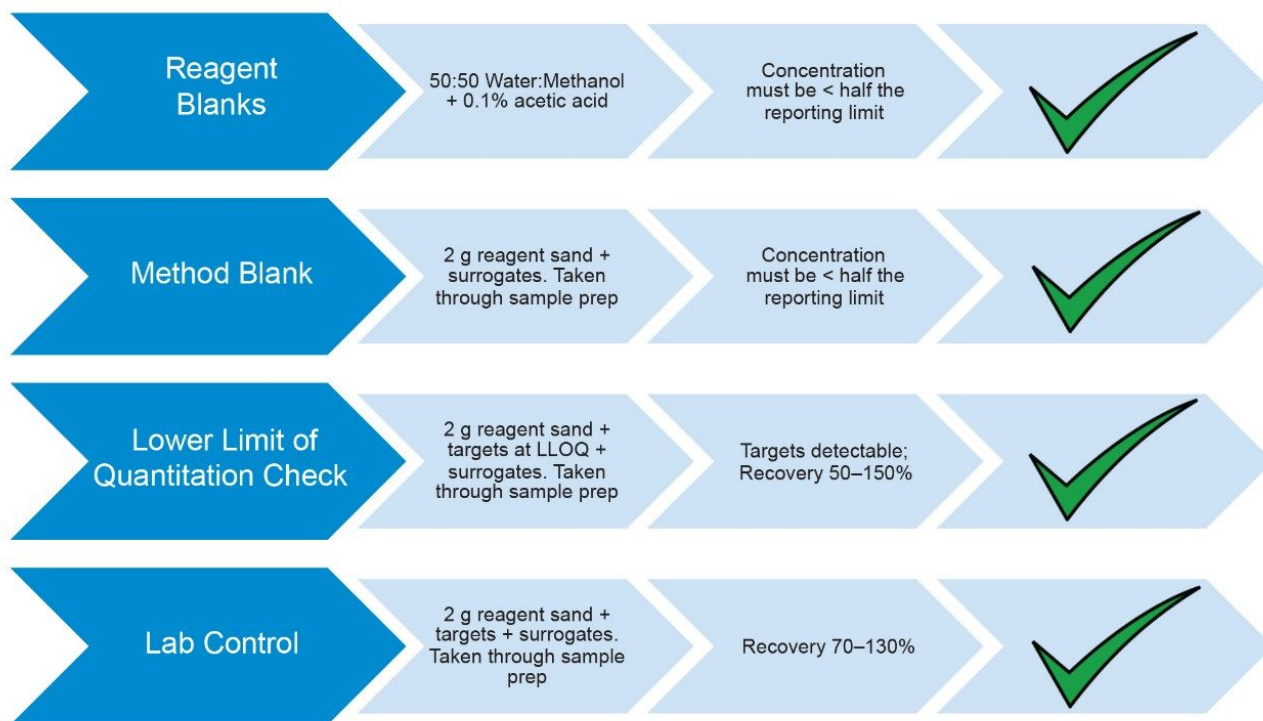 Reagent
Blanks
50:50 Water:Methanol
+ 0.1% acetic acid
Concentration
must be < half the
reporting limit
Method Blank
2 g reagent sand +
surrogates. Taken
through sample prep
Concentration
must be < half the
reporting limit
Lower Limit of
Quantitation Check
2 g reagent sand +
targets at LLOQ +
surrogates. Taken
through sample prep
Targets detectable;
Recovery 50–150%
Lab Control
2 g reagent sand +
targets + surrogates.
Taken through sample
prep
Recovery 70–130%